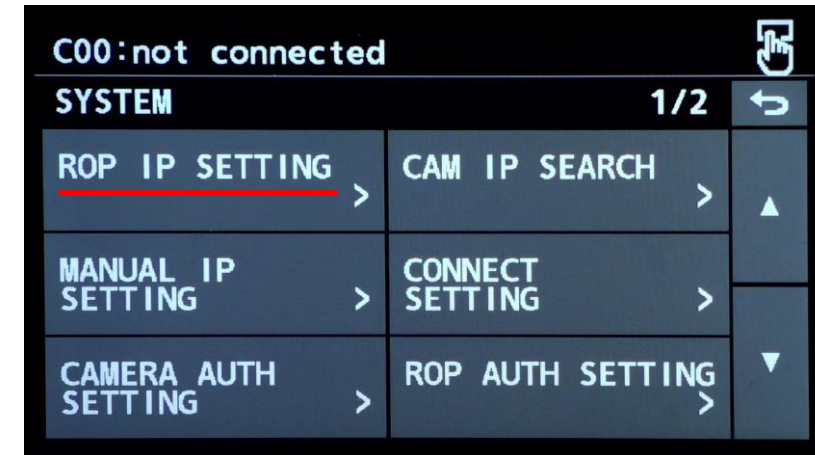 C00:not connected
SYSTEM 1/2
ROP IP SETTING >
CAM IP SEARCH >
MANUAL IP
SETTING >
CONNECT
SETTING >
CAMERA AUTH
SETTING >
ROP AUTH SETTING
>